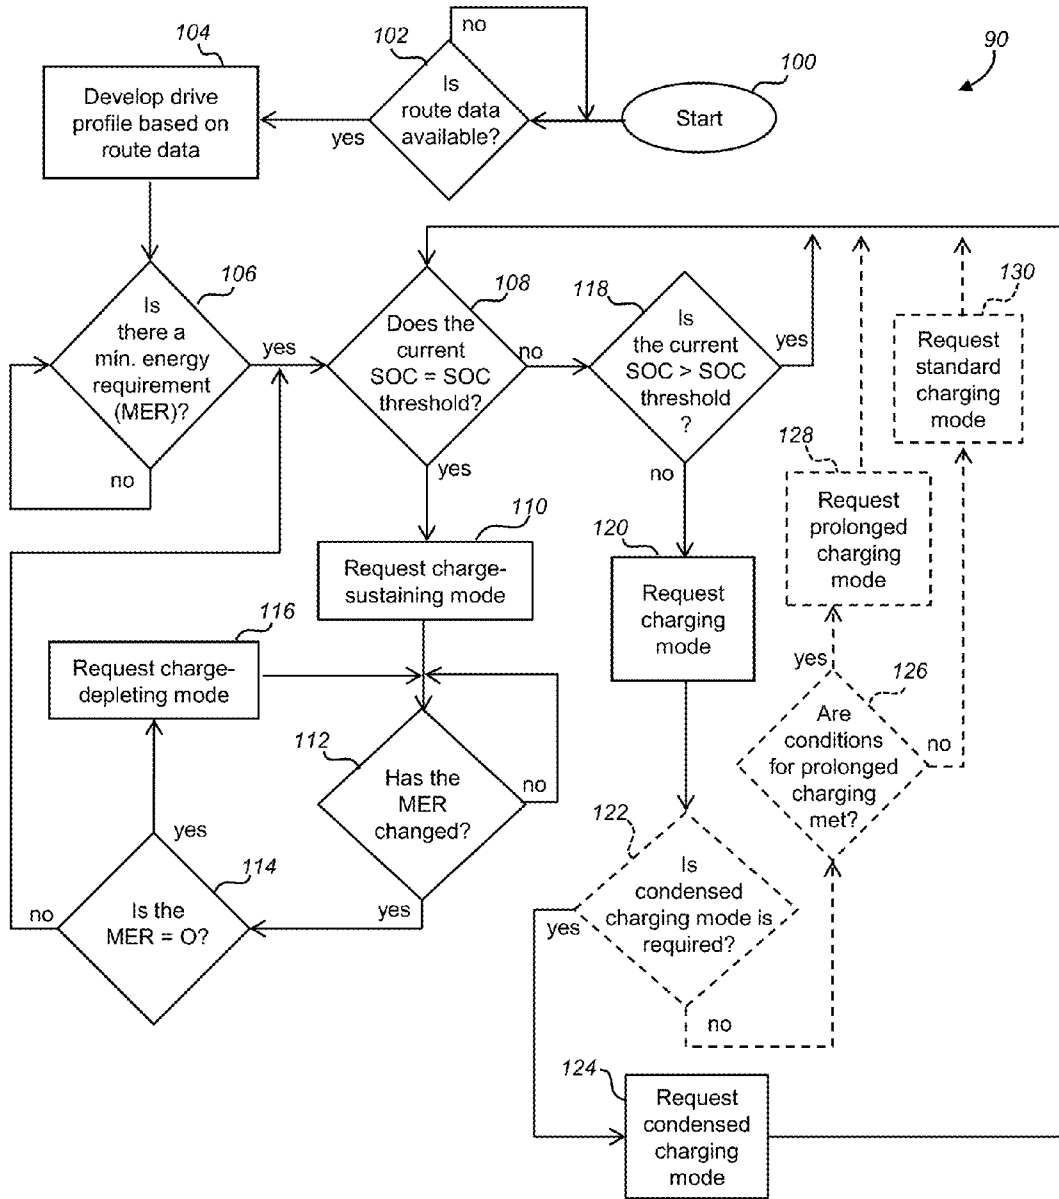 104
Develop drive
profile based on
route data
102
no
Is
route data
available?
yes
100
Start
90
106
Is
there a
min. energy
requirement
(MER)?
yes
no
108
Does the
current
SOC = SOC
threshold?
no
yes
118
Is
the current
SOC > SOC
threshold
?
yes
no
130
Request
standard
charging
mode
128
Request
prolonged
charging
mode
110
Request charge-
sustaining mode
120
Request
charging
mode
116
Request charge-
depleting mode
yes
126
Are
conditions
for prolonged
charging
met?
no
112
Has the
MER
changed?
no
yes
122
Is
condensed
charging mode is
required?
yes
no
yes
114
Is the
MER = O?
no
124
Request
condensed
charging
mode